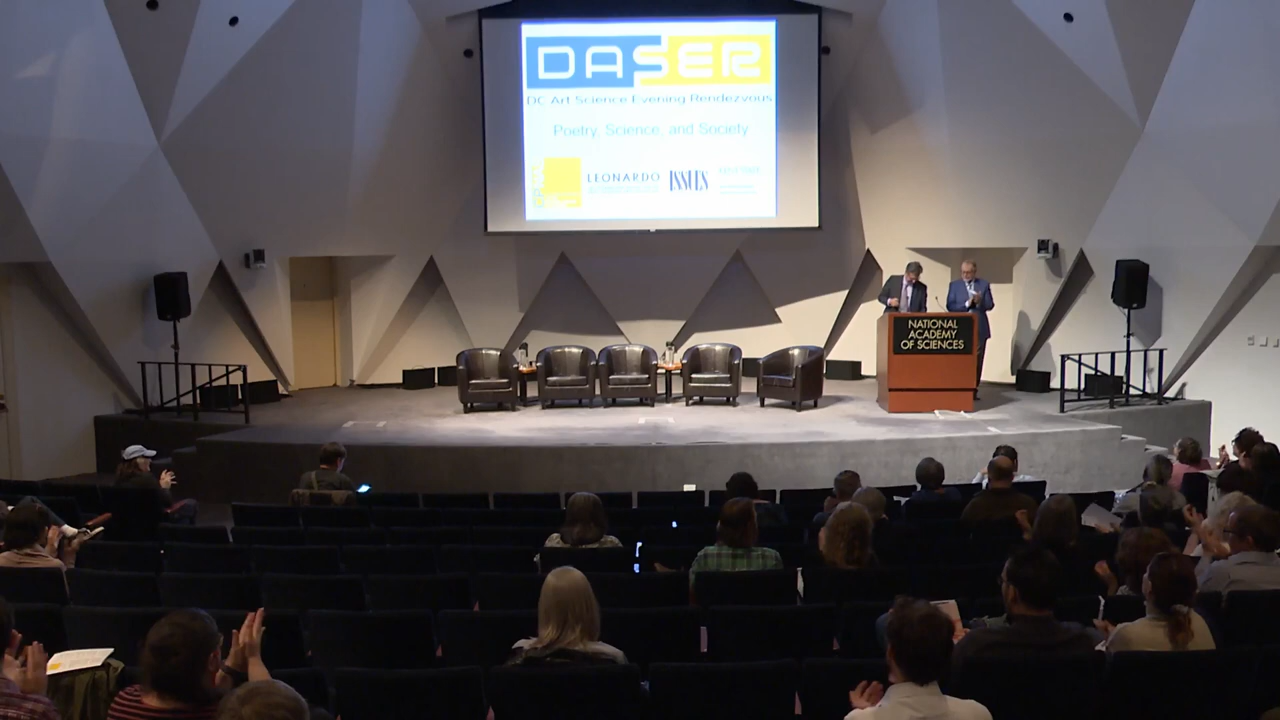 DASER
DC Art Science Evening Rendezvous
Poetry, Science, and Society
LEONARDO
ISSUES
NATIONAL
ACADEMY
OF SCIENCES